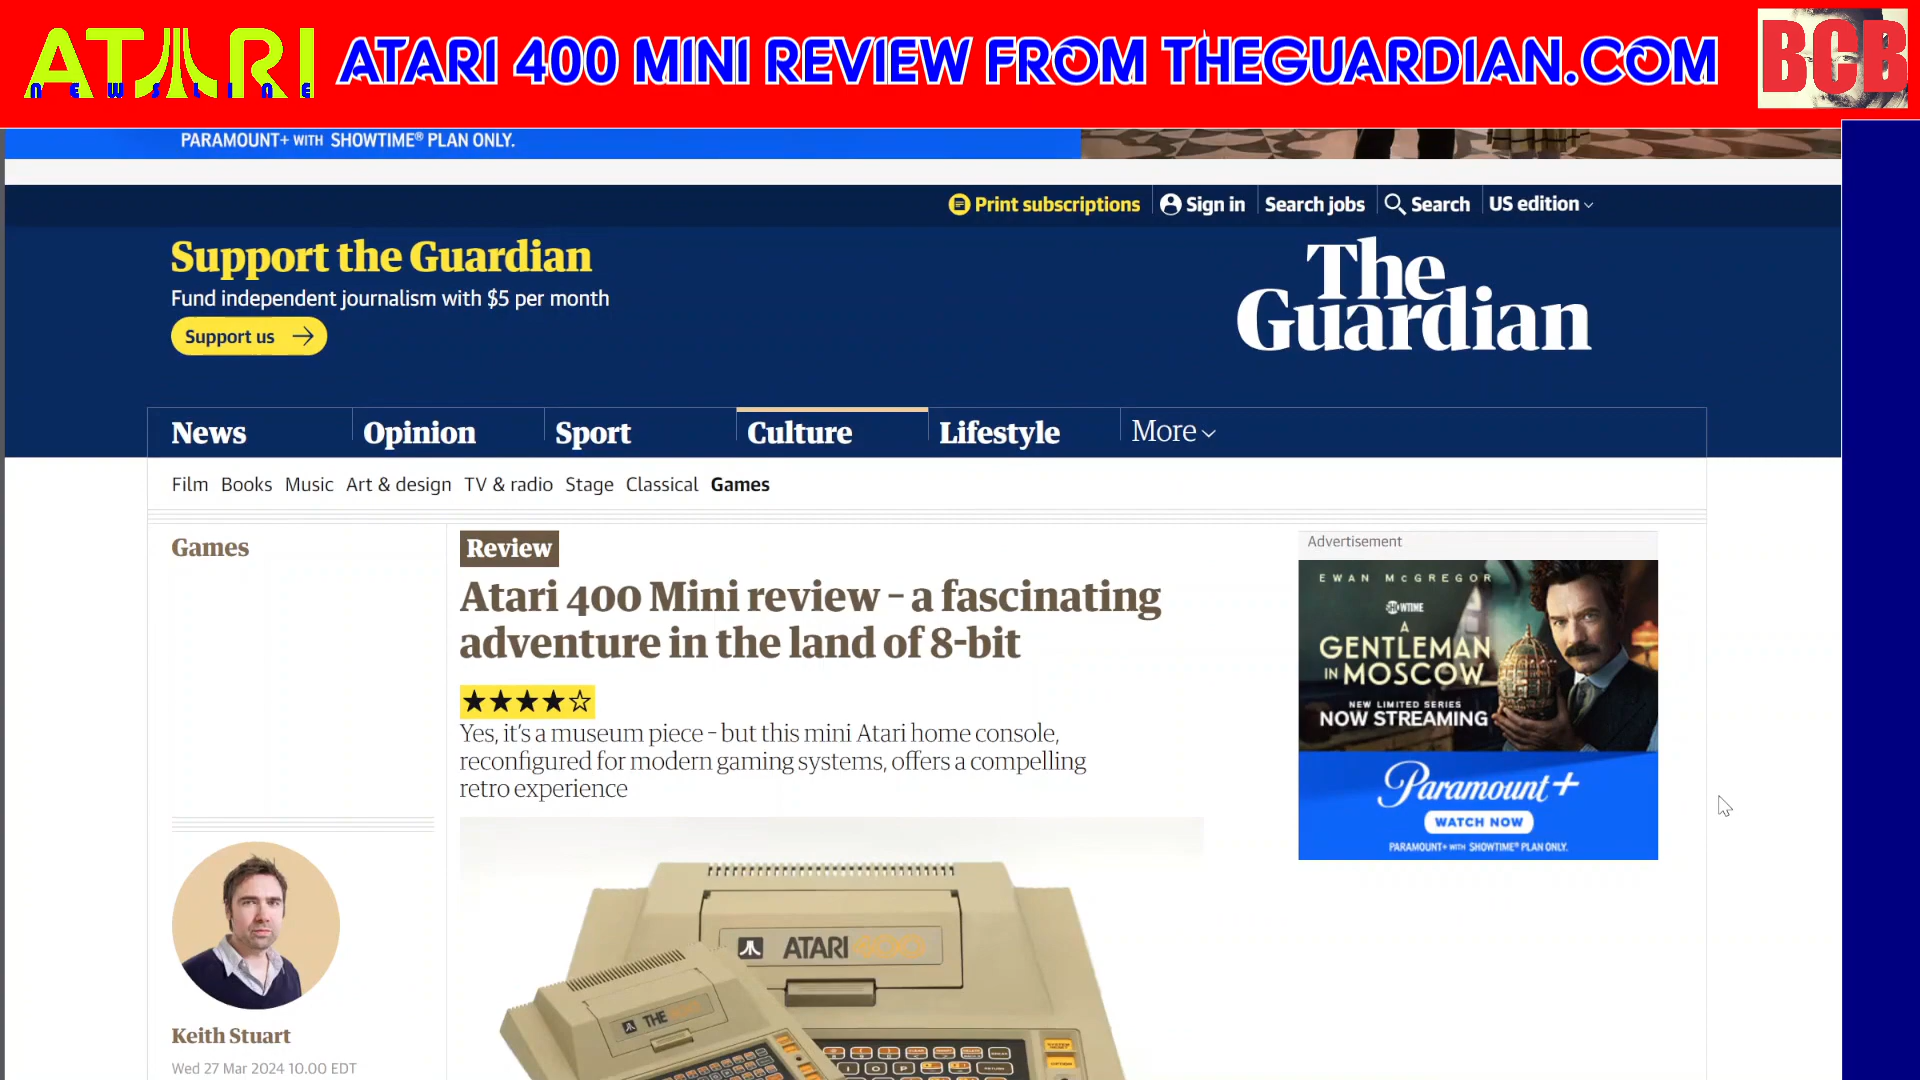 ATARI
NEWSLINE
ATARI 400 MINI REVIEW FROM THEGUARDIAN.COM
BCB
PARAMOUNT+ WITH SHOWTIME® PLAN ONLY.
Print subscriptions
Sign in
Search jobs
Search
US edition
Support the Guardian
Fund independent journalism with $5 per month
Support us
The
Guardian
News
Opinion
Sport
Culture
Lifestyle
More
Film Books Music Art & design TV & radio Stage Classical Games
Games
Review
Atari 400 Mini review – a fascinating
adventure in the land of 8-bit
Yes, it's a museum piece – but this mini Atari home console,
reconfigured for modern gaming systems, offers a compelling
retro experience
Advertisement
EWAN McGREGOR
SHOWTIME
A
GENTLEMAN
IN MOSCOW
NEW LIMITED SERIES
NOW STREAMING
Paramount+
WATCH NOW
PARAMOUNT+ WITH SHOWTIME® PLAN ONLY.
ATARI 400
THE
I O P
Keith Stuart
Wed 27 Mar 2024 10.00 EDT